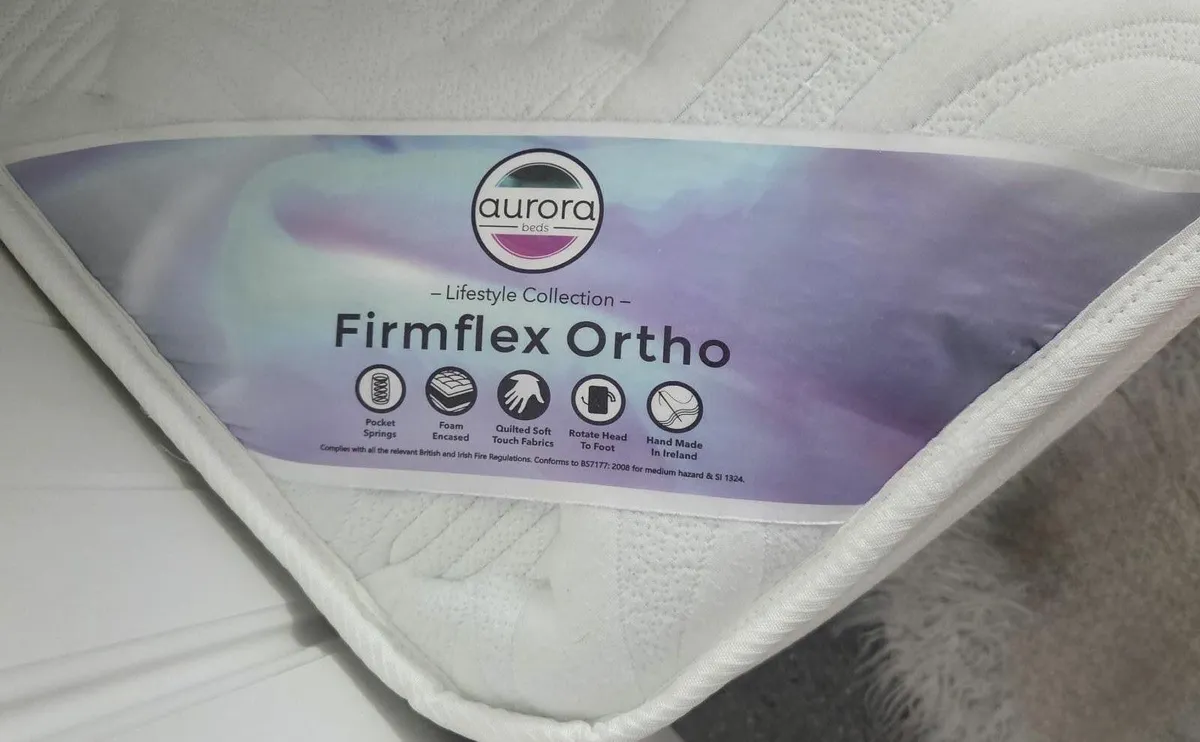 aurora
beds
– Lifestyle Collection –
Firmflex Ortho
Pocket
Springs
Foam
Encased
Quilted Soft
Touch Fabrics
Rotate Head
To Foot
Hand Made
In Ireland
Complies with all the relevant British and Irish Fire Regulations. Conforms to BS7177: 2008 for medium hazard & SI 1324.